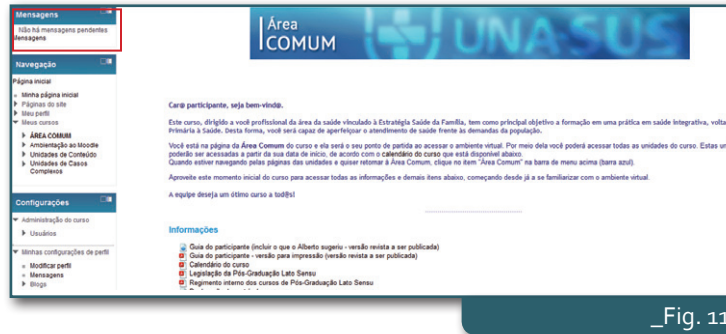 Mensagens
Não há mensagens pendentes
Mensagens
Navegação
Página inicial
Minha página inicial
Páginas do site
Meu perfil
Meus cursos
ÁREA COMUM
Ambientação ao Moodle
Unidades de Conteúdo
Unidades de Casos
Complexos
Configurações
Administração do curso
Usuários
Minhas configurações de perfil
Modificar perfil
Mensagens
Blogs
Área
COMUM
UNA-SUS
Car@ participante, seja bem-vind@.
Este curso, dirigido a você profissional da área da saúde vinculado à Estratégia Saúde da Família, tem como principal objetivo a formação em uma prática em saúde integrativa, volta
Primária à Saúde. Desta forma, você será capaz de aperfeiçoar o atendimento de saúde frente às demandas da população.
Você está na página da Área Comum do curso e ela será o seu ponto de partida ao acessar o ambiente virtual. Por meio dela você poderá acessar todas as unidades do curso. Estas un
poderão ser acessadas a partir da sua data de início, de acordo com o calendário do curso que está disponível abaixo.
Quando estiver navegando pelas páginas das unidades e quiser retornar à Área Comum, clique no item "Área Comum" na barra de menu acima (barra azul).
Aproveite este momento inicial do curso para acessar todas as informações e demais itens abaixo, começando desde já a se familiarizar com o ambiente virtual.
A equipe deseja um ótimo curso a tod@s!
Informações
Guia do participante (incluir o que o Alberto sugeriu - versão revista a ser publicada)
Guia do participante - versão para impressão (versão revista a ser publicada)
Calendário do curso
Legislação da Pós-Graduação Lato Sensu
Regimento interno dos cursos de Pós-Graduação Lato Sensu
_Fig. 11